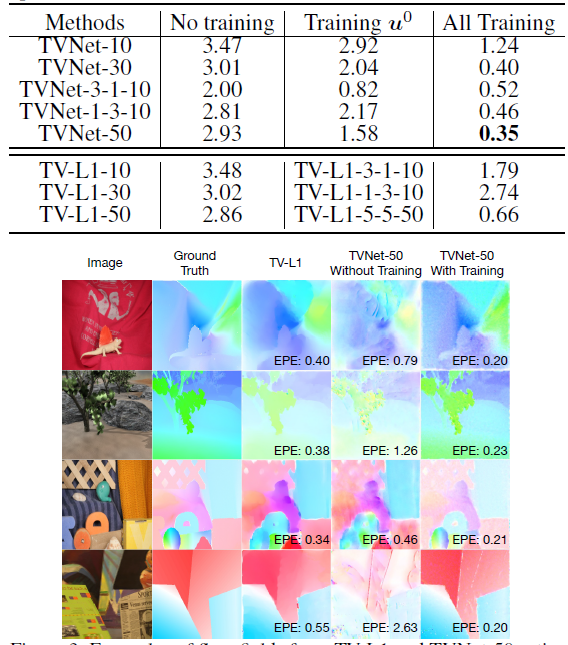 Methods No training Training u⁰ All Training
TVNet-10 3.47 2.92 1.24
TVNet-30 3.01 2.04 0.40
TVNet-3-1-10 2.00 0.82 0.52
TVNet-1-3-10 2.81 2.17 0.46
TVNet-50 2.93 1.58 0.35
TV-L1-10 3.48 TV-L1-3-1-10 1.79
TV-L1-30 3.02 TV-L1-1-3-10 2.74
TV-L1-50 2.86 TV-L1-5-5-50 0.66
Image Ground Truth TV-L1 TVNet-50 Without Training TVNet-50 With Training
EPE: 0.40 EPE: 0.79 EPE: 0.20
EPE: 0.38 EPE: 1.26 EPE: 0.23
EPE: 0.34 EPE: 0.46 EPE: 0.21
EPE: 0.55 EPE: 2.63 EPE: 0.20